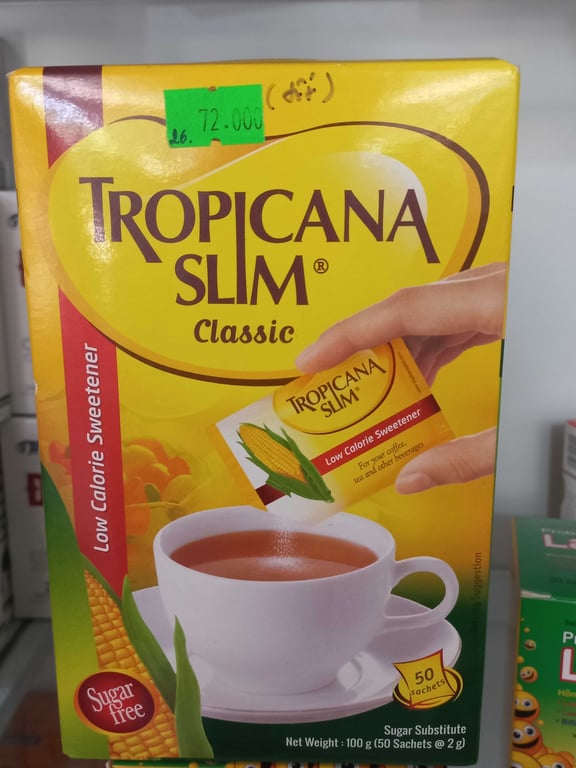 72.000
26.
TROPICANA
SLIM®
Classic
Low Calorie Sweetener
TROPICANA
SLIM®
Low Calorie Sweetener
For your coffee,
tea and other beverages
Sugar
free
50
sachets
Suggestion
Sugar Substitute
Net Weight : 100 g (50 Sachets @ 2 g)